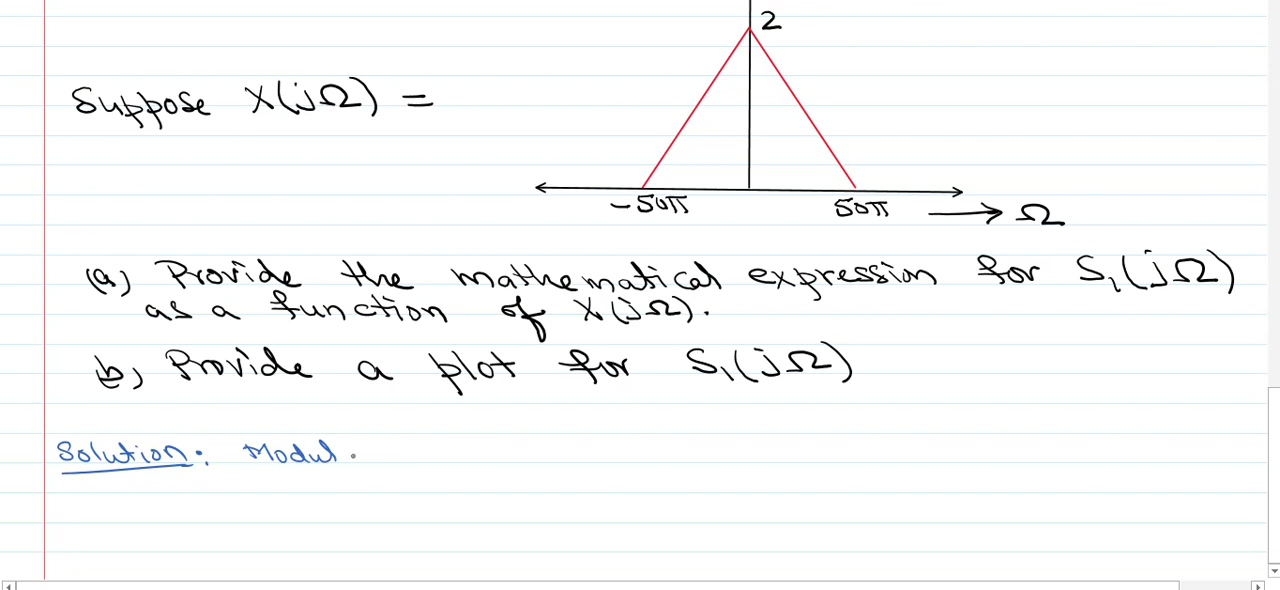 2
Suppose X(jΩ) =
-50π 50π → Ω
(a) Provide the mathematical expression for S₁(jΩ)
as a function of X(jΩ).
b) Provide a plot for S₁(jΩ)
Solution: Modul